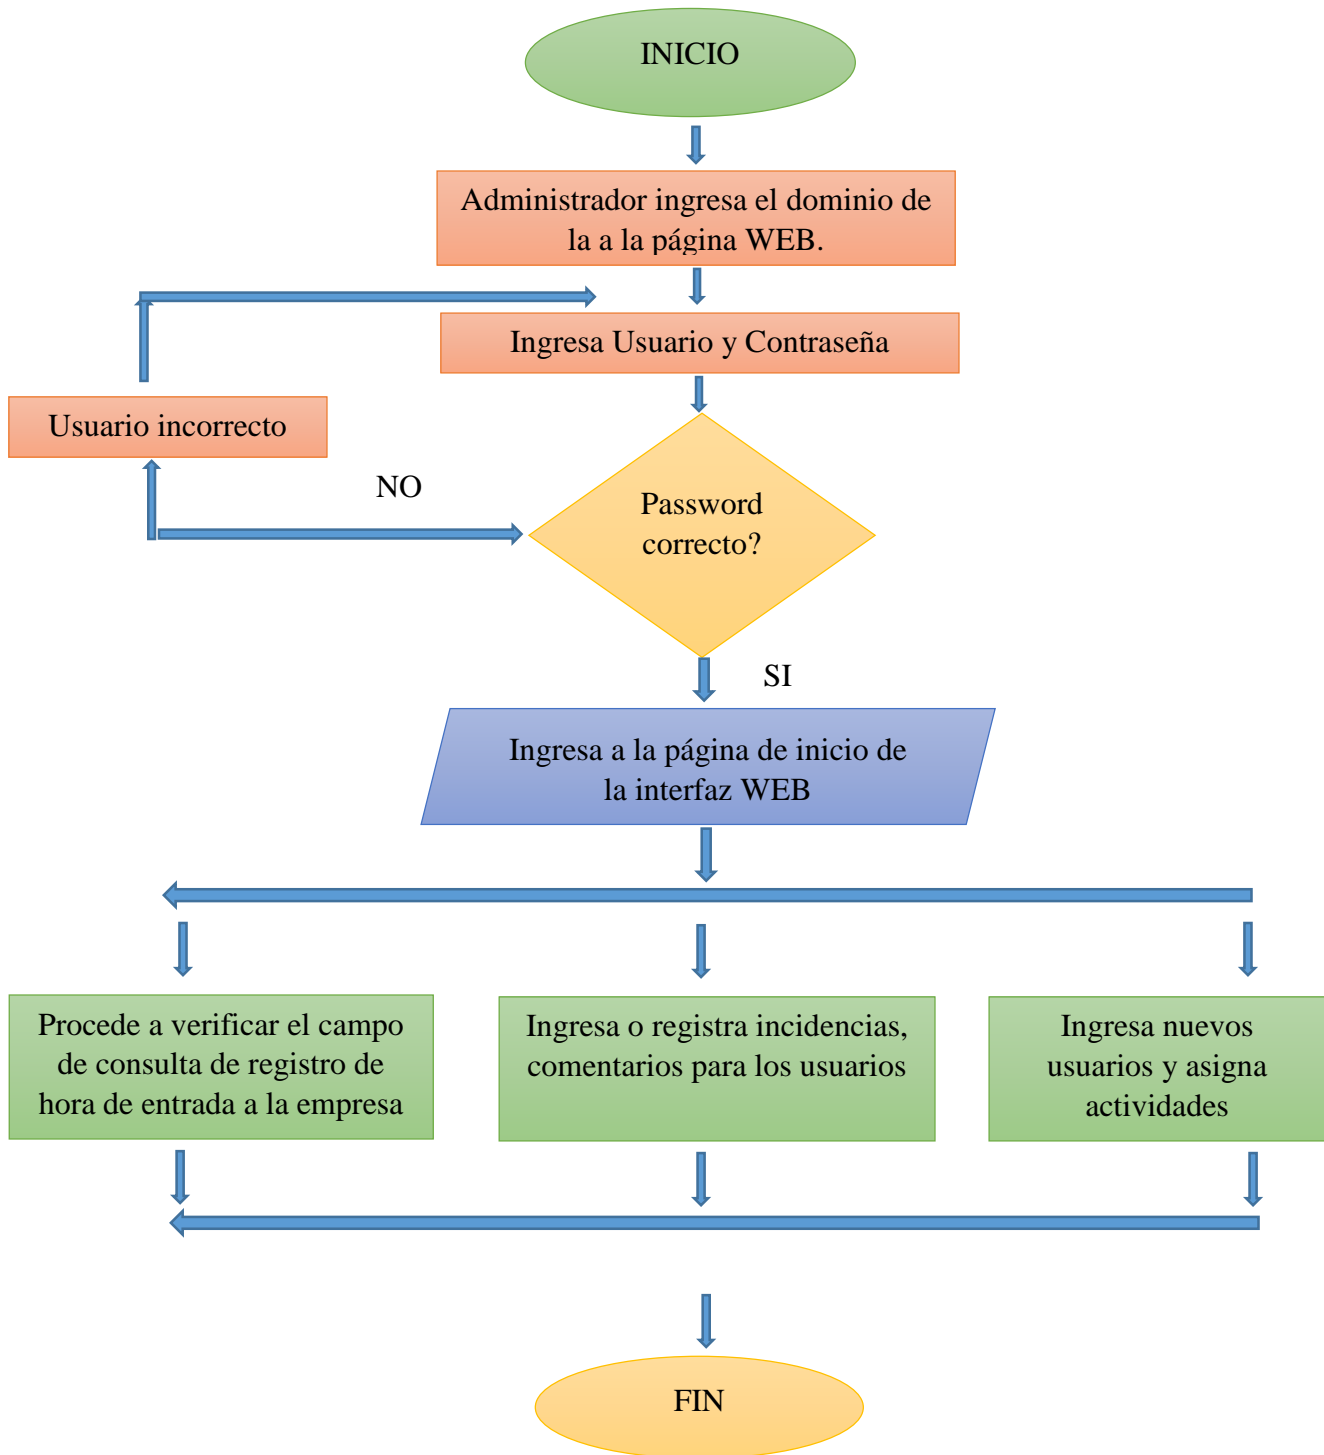 INICIO
Administrador ingresa el dominio de
la a la página WEB.
Ingresa Usuario y Contraseña
Usuario incorrecto
NO
Password
correcto?
SI
Ingresa a la página de inicio de
la interfaz WEB
Procede a verificar el campo
de consulta de registro de
hora de entrada a la empresa
Ingresa o registra incidencias,
comentarios para los usuarios
Ingresa nuevos
usuarios y asigna
actividades
FIN